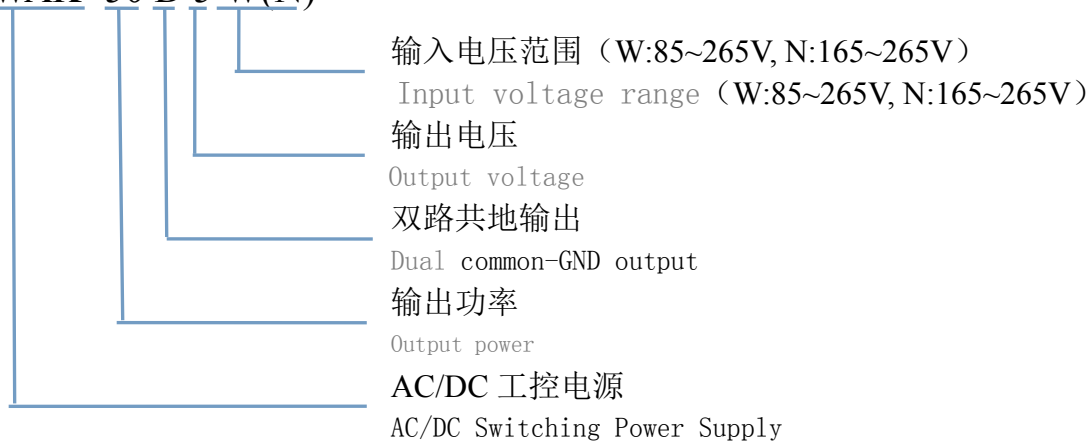 输入电压范围（W:85~265V, N:165~265V）
Input voltage range（W:85~265V, N:165~265V）
输出电压
Output voltage
双路共地输出
Dual common-GND output
输出功率
Output power
AC/DC 工控电源
AC/DC Switching Power Supply